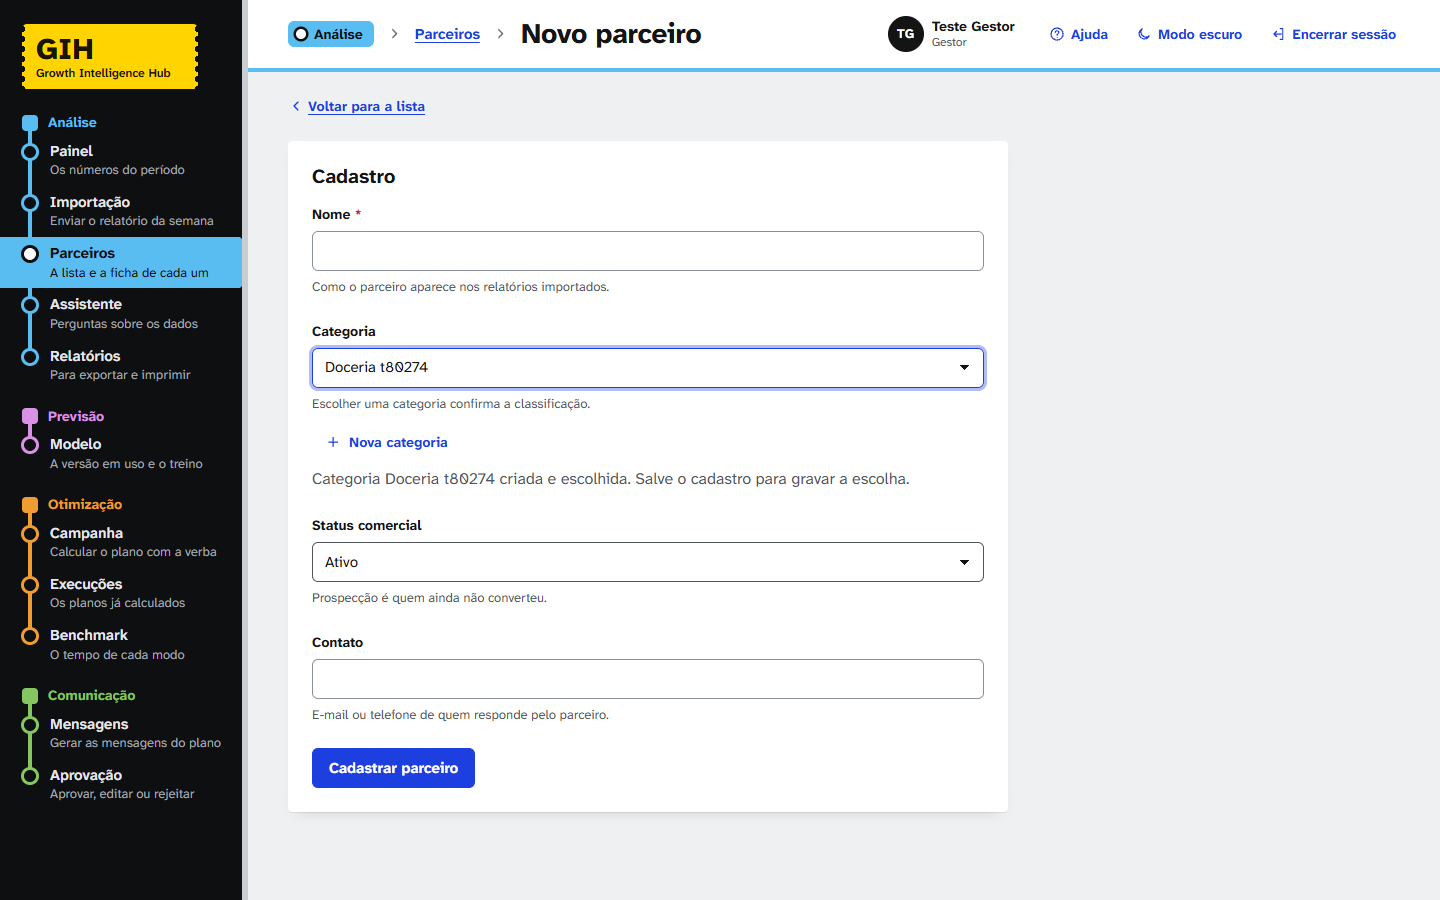 GIH
Growth Intelligence Hub
Análise
Painel
Os números do período
Importação
Enviar o relatório da semana
Parceiros
A lista e a ficha de cada um
Assistente
Perguntas sobre os dados
Relatórios
Para exportar e imprimir
Previsão
Modelo
A versão em uso e o treino
Otimização
Campanha
Calcular o plano com a verba
Execuções
Os planos já calculados
Benchmark
O tempo de cada modo
Comunicação
Mensagens
Gerar as mensagens do plano
Aprovação
Aprovar, editar ou rejeitar
Análise
Parceiros
Novo parceiro
TG
Teste Gestor
Gestor
Ajuda
Modo escuro
Encerrar sessão
Voltar para a lista
Cadastro
Nome *
Como o parceiro aparece nos relatórios importados.
Categoria
Doceria t80274
Escolher uma categoria confirma a classificação.
Nova categoria
Categoria Doceria t80274 criada e escolhida. Salve o cadastro para gravar a escolha.
Status comercial
Ativo
Prospecção é quem ainda não converteu.
Contato
E-mail ou telefone de quem responde pelo parceiro.
Cadastrar parceiro